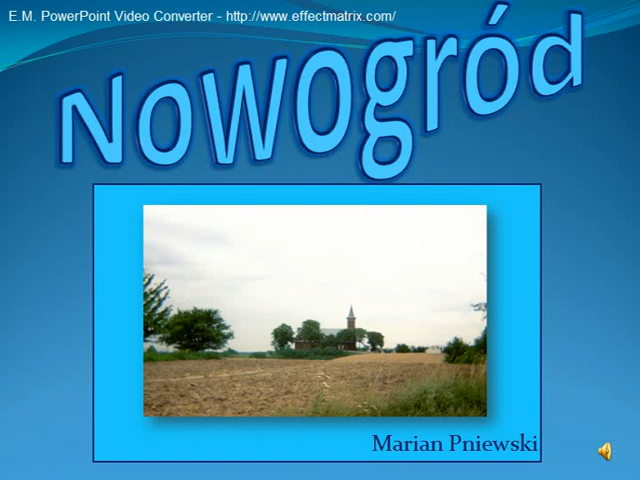 E.M. PowerPoint Video Converter - http://www.effectmatrix.com/
Nowogród
Marian Pniewski